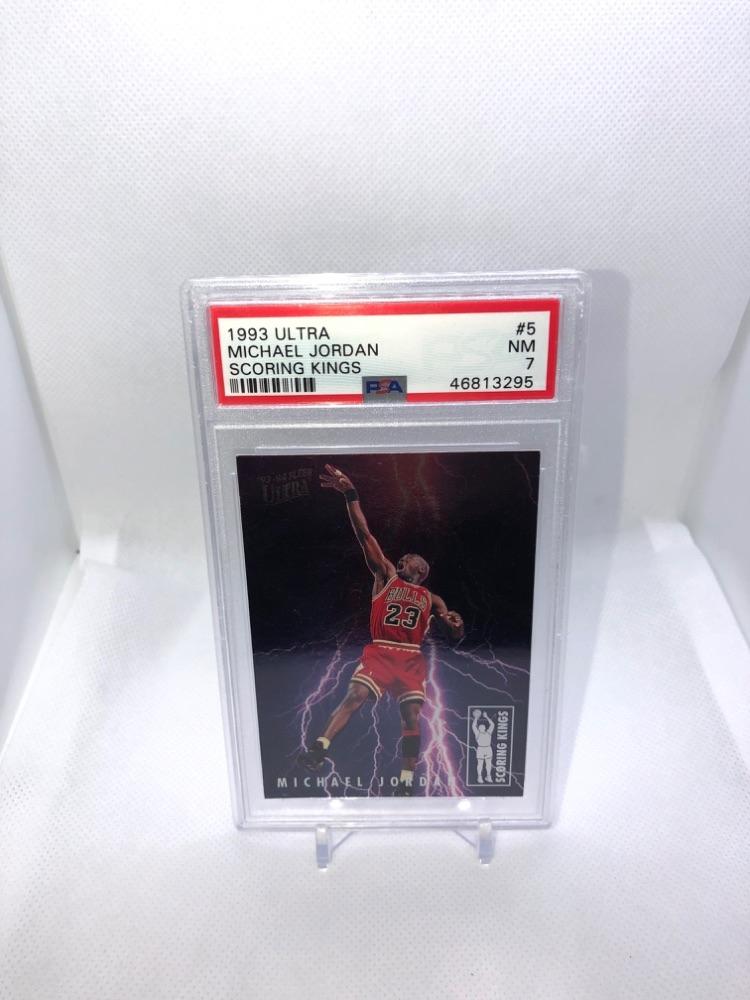 1993 ULTRA #5
MICHAEL JORDAN NM
SCORING KINGS 7
PSA 46813295
'93-'94 FLEER
ULTRA
BULLS
23
MICHAEL JORDAN
SCORING KINGS